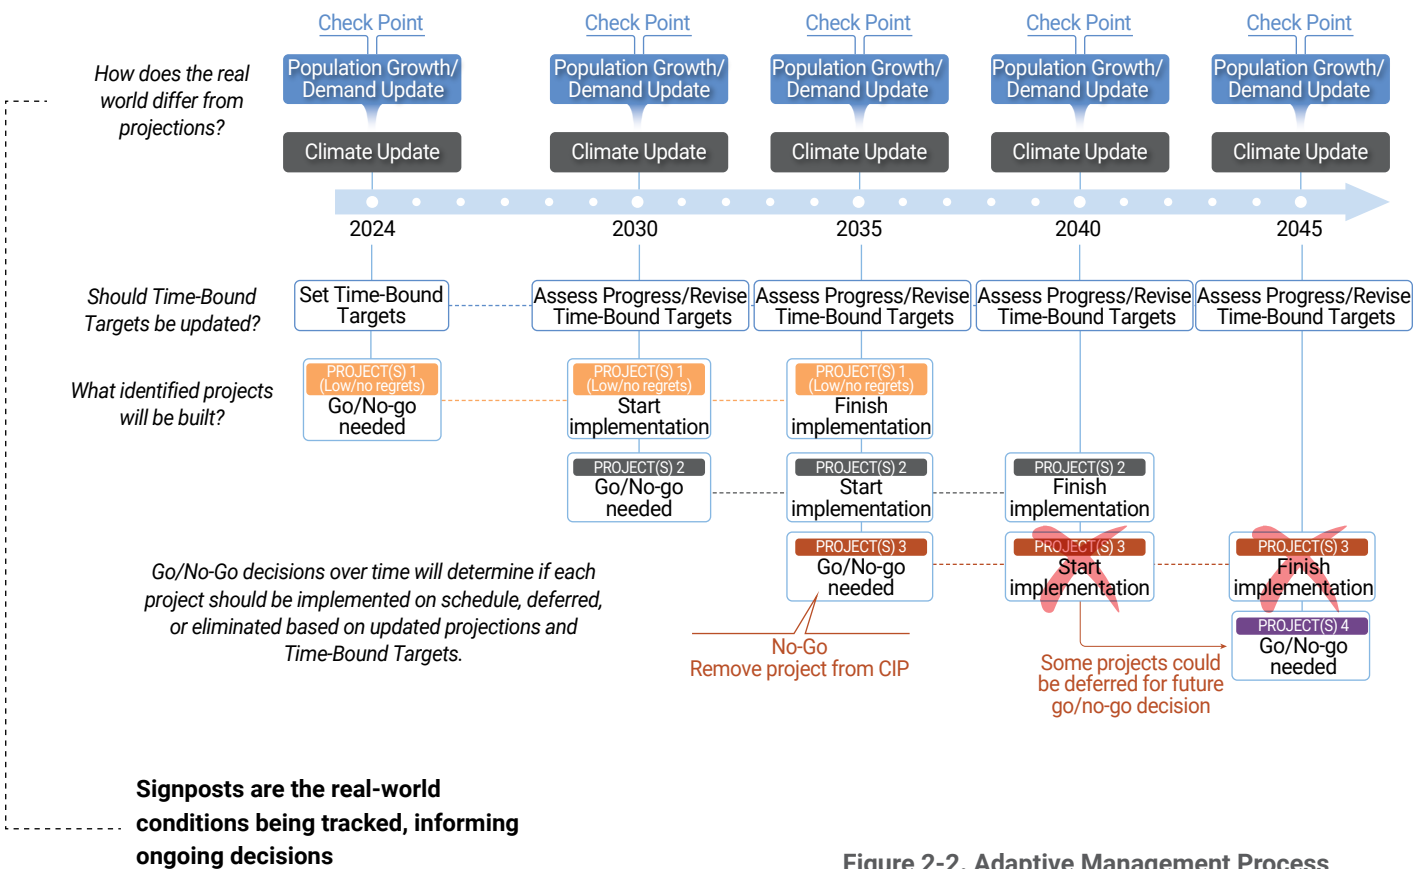 Check Point
Check Point
Check Point
Check Point
Check Point
How does the real
world differ from
projections?
Population Growth/
Demand Update
Population Growth/
Demand Update
Population Growth/
Demand Update
Population Growth/
Demand Update
Population Growth/
Demand Update
Climate Update
Climate Update
Climate Update
Climate Update
Climate Update
2024
2030
2035
2040
2045
Should Time-Bound
Targets be updated?
Set Time-Bound
Targets
Assess Progress/Revise
Time-Bound Targets
Assess Progress/Revise
Time-Bound Targets
Assess Progress/Revise
Time-Bound Targets
Assess Progress/Revise
Time-Bound Targets
What identified projects
will be built?
PROJECT(S) 1
(Low/no regrets)
Go/No-go
needed
PROJECT(S) 1
(Low/no regrets)
Start
implementation
PROJECT(S) 1
(Low/no regrets)
Finish
implementation
PROJECT(S) 2
Go/No-go
needed
PROJECT(S) 2
Start
implementation
PROJECT(S) 2
Finish
implementation
PROJECT(S) 3
Go/No-go
needed
PROJECT(S) 3
Start
implementation
PROJECT(S) 3
Finish
implementation
PROJECT(S) 4
Go/No-go
needed
Go/No-Go decisions over time will determine if each
project should be implemented on schedule, deferred,
or eliminated based on updated projections and
Time-Bound Targets.
No-Go
Remove project from CIP
Some projects could
be deferred for future
go/no-go decision
Signposts are the real-world
conditions being tracked, informing
ongoing decisions
Figure 2-2. Adaptive Management Process